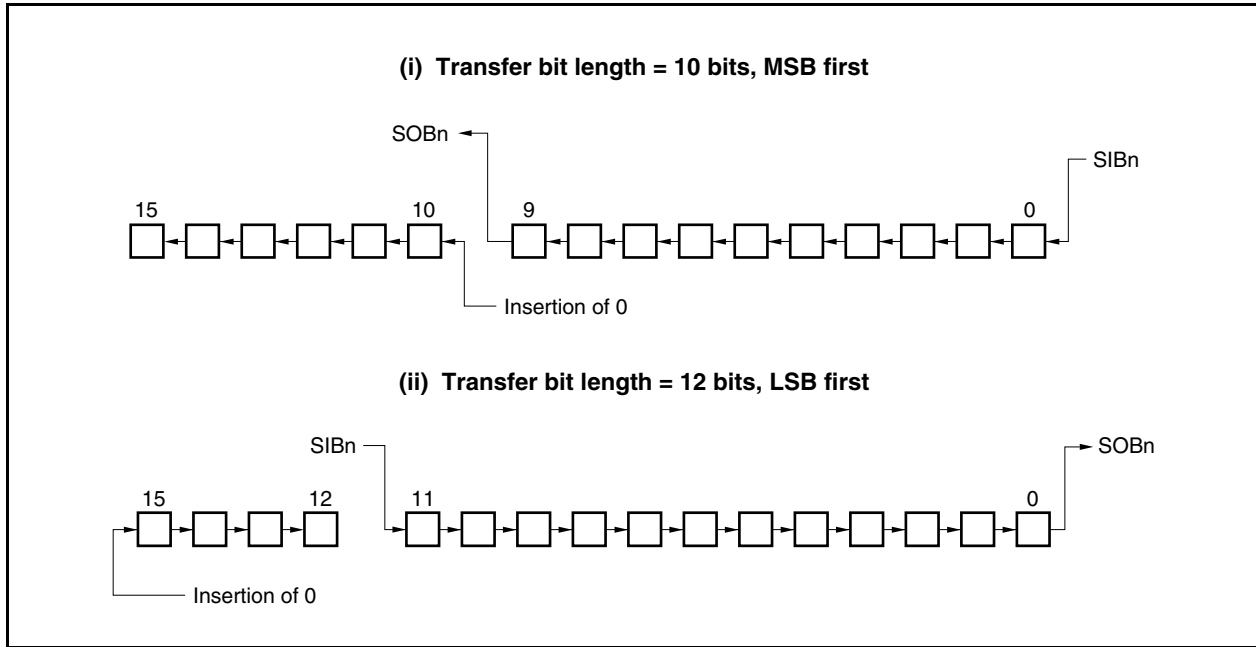 (i) Transfer bit length = 10 bits, MSB first
SOBn
SIBn
15
10
9
0
Insertion of 0
(ii) Transfer bit length = 12 bits, LSB first
SIBn
SOBn
15
12
11
0
Insertion of 0